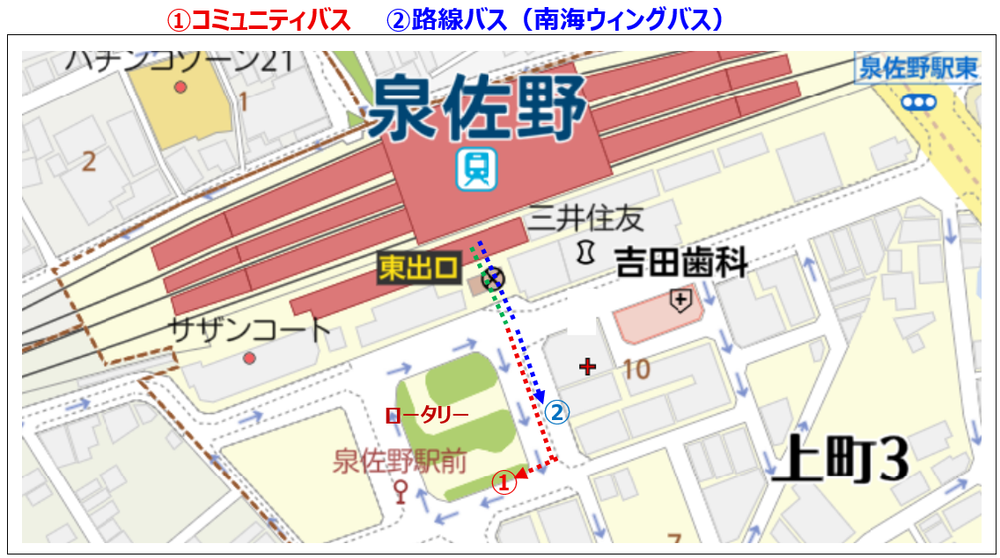 ①コミュニティバス ②路線バス（南海ウィングバス）
パチンコゾーン21
泉佐野
泉佐野駅東
1
2
三井住友
東出口
吉田歯科
サザンコート
10
ロータリー
②
上町3
泉佐野駅前
①
7